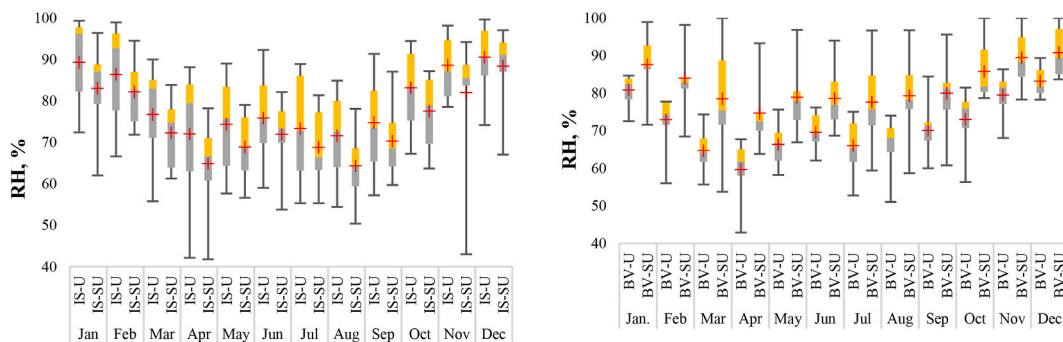 RH, %
100
90
80
70
60
50
40
IS-U IS-SU IS-U IS-SU IS-U IS-SU IS-U IS-SU IS-U IS-SU IS-U IS-SU IS-U IS-SU IS-U IS-SU IS-U IS-SU IS-U IS-SU IS-U IS-SU IS-U IS-SU
Jan Feb Mar Apr May Jun Jul Aug Sep Oct Nov Dec
RH, %
100
90
80
70
60
50
40
BV-U BV-SU BV-U BV-SU BV-U BV-SU BV-U BV-SU BV-U BV-SU BV-U BV-SU BV-U BV-SU BV-U BV-SU BV-U BV-SU BV-U BV-SU BV-U BV-SU BV-U BV-SU
Jan. Feb Mar Apr May Jun Jul Aug Sep Oct Nov Dec